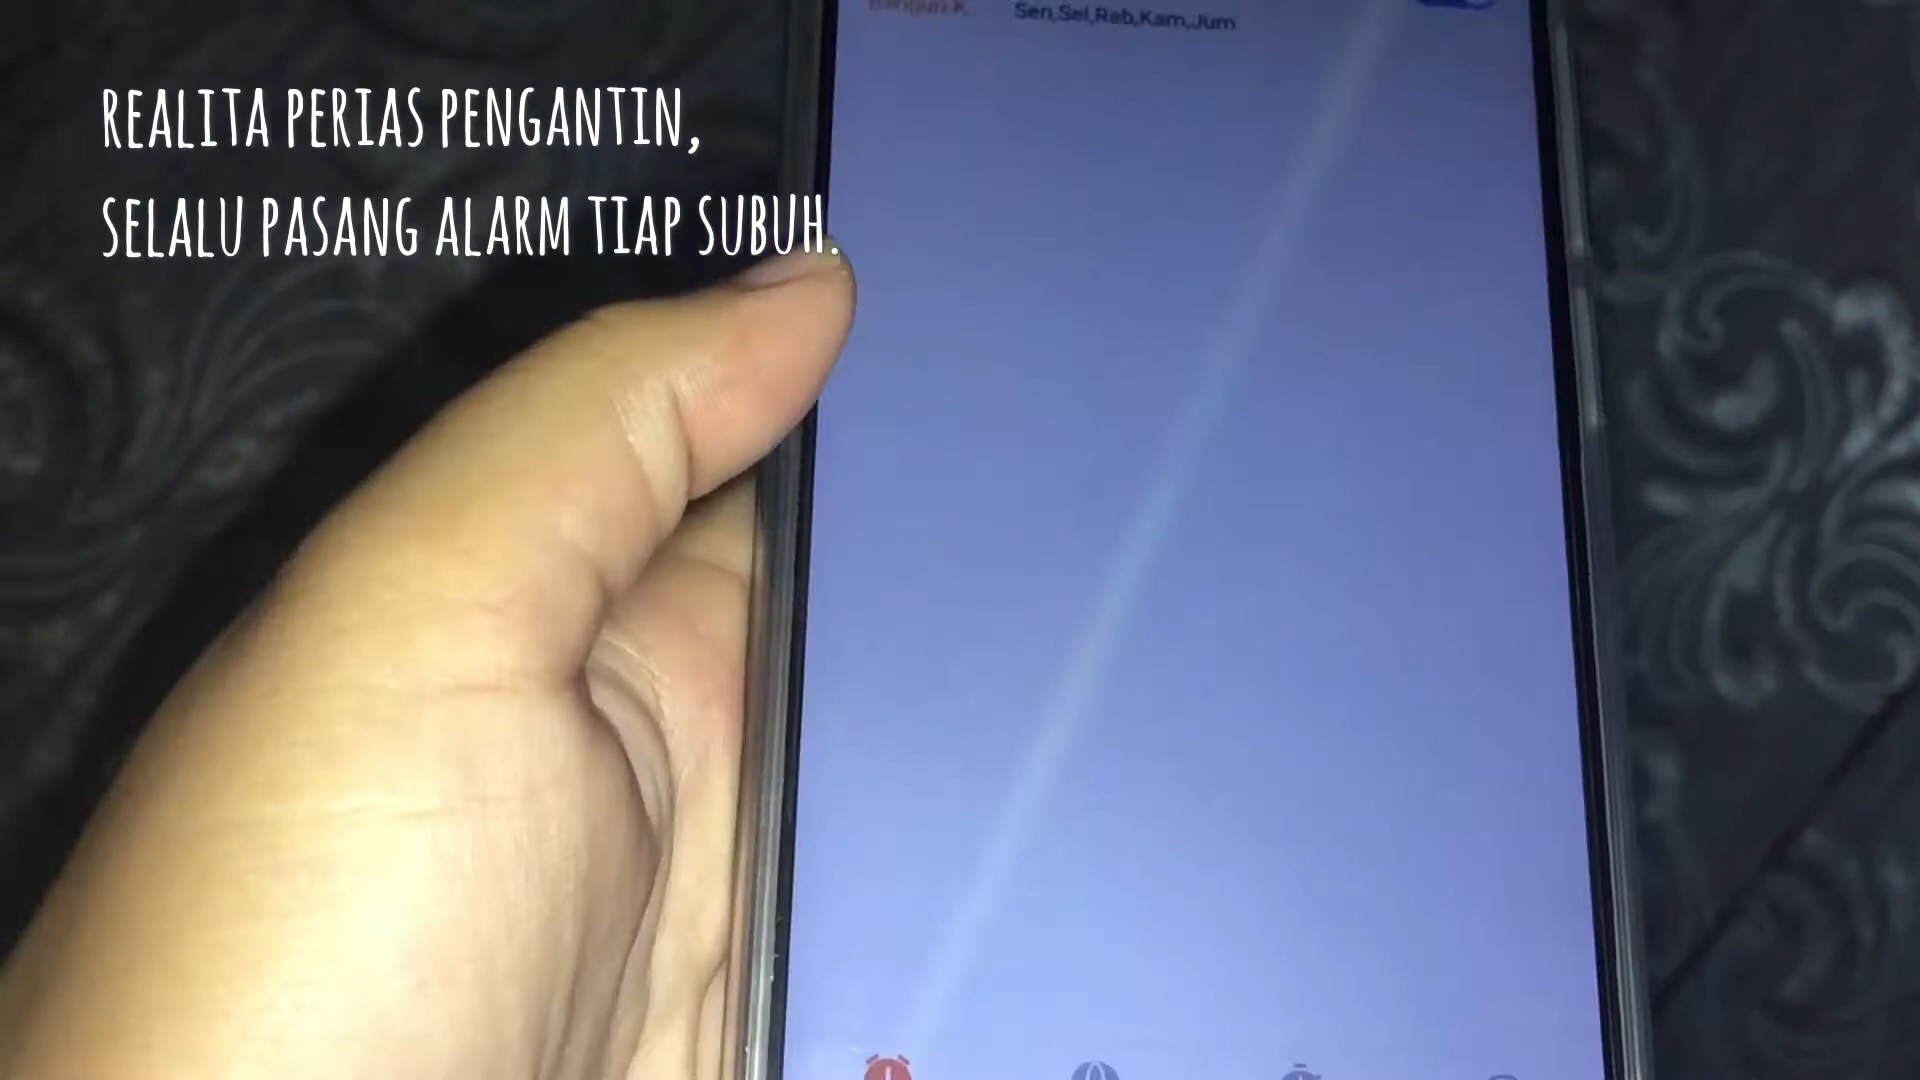 Sen,Sel,Rab,Kam,Jum
REALITA PERIAS PENGANTIN,
SELALU PASANG ALARM TIAP SUBUH.